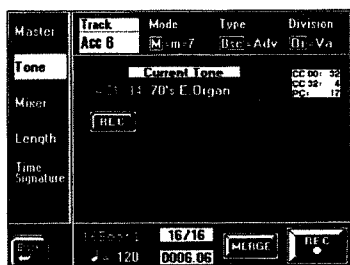 Master
Tone
Mixer
Length
Time
Signature
Track
Acc 6
Mode
M-m-7
Type
Bsc-Adv
Division
Or-Va
Current Tone
70's E.Organ
CC 00: 32
CC 32: 4
PC: 17
REC
16/16
= 120
0006.06
MERGE
REC